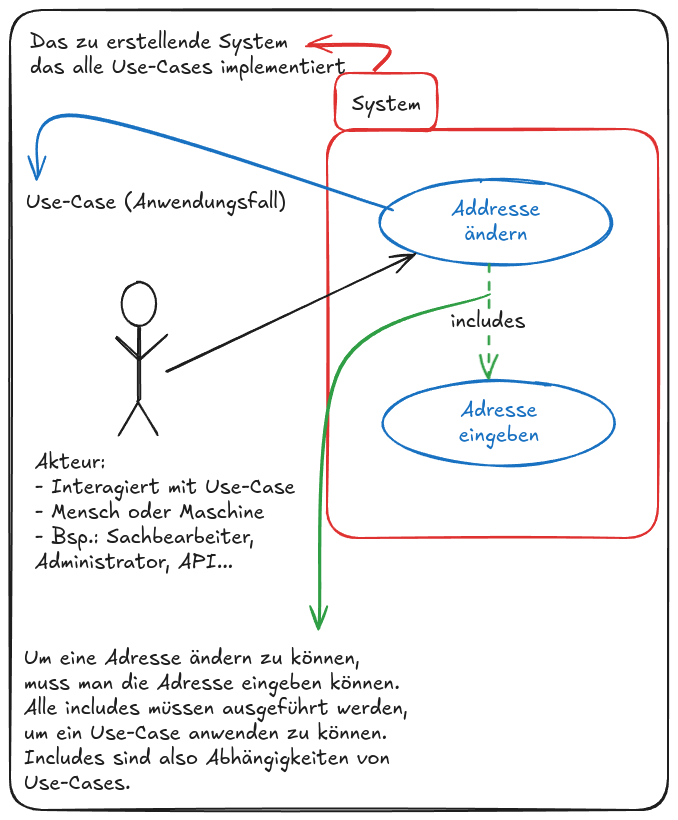 Das zu erstellende System
das alle Use-Cases implementiert
System
Use-Case (Anwendungsfall)
Addresse
ändern
includes
Adresse
eingeben
Akteur:
- Interagiert mit Use-Case
- Mensch oder Maschine
- Bsp.: Sachbearbeiter,
Administrator, API...
Um eine Adresse ändern zu können,
muss man die Adresse eingeben können.
Alle includes müssen ausgeführt werden,
um ein Use-Case anwenden zu können.
Includes sind also Abhängigkeiten von
Use-Cases.